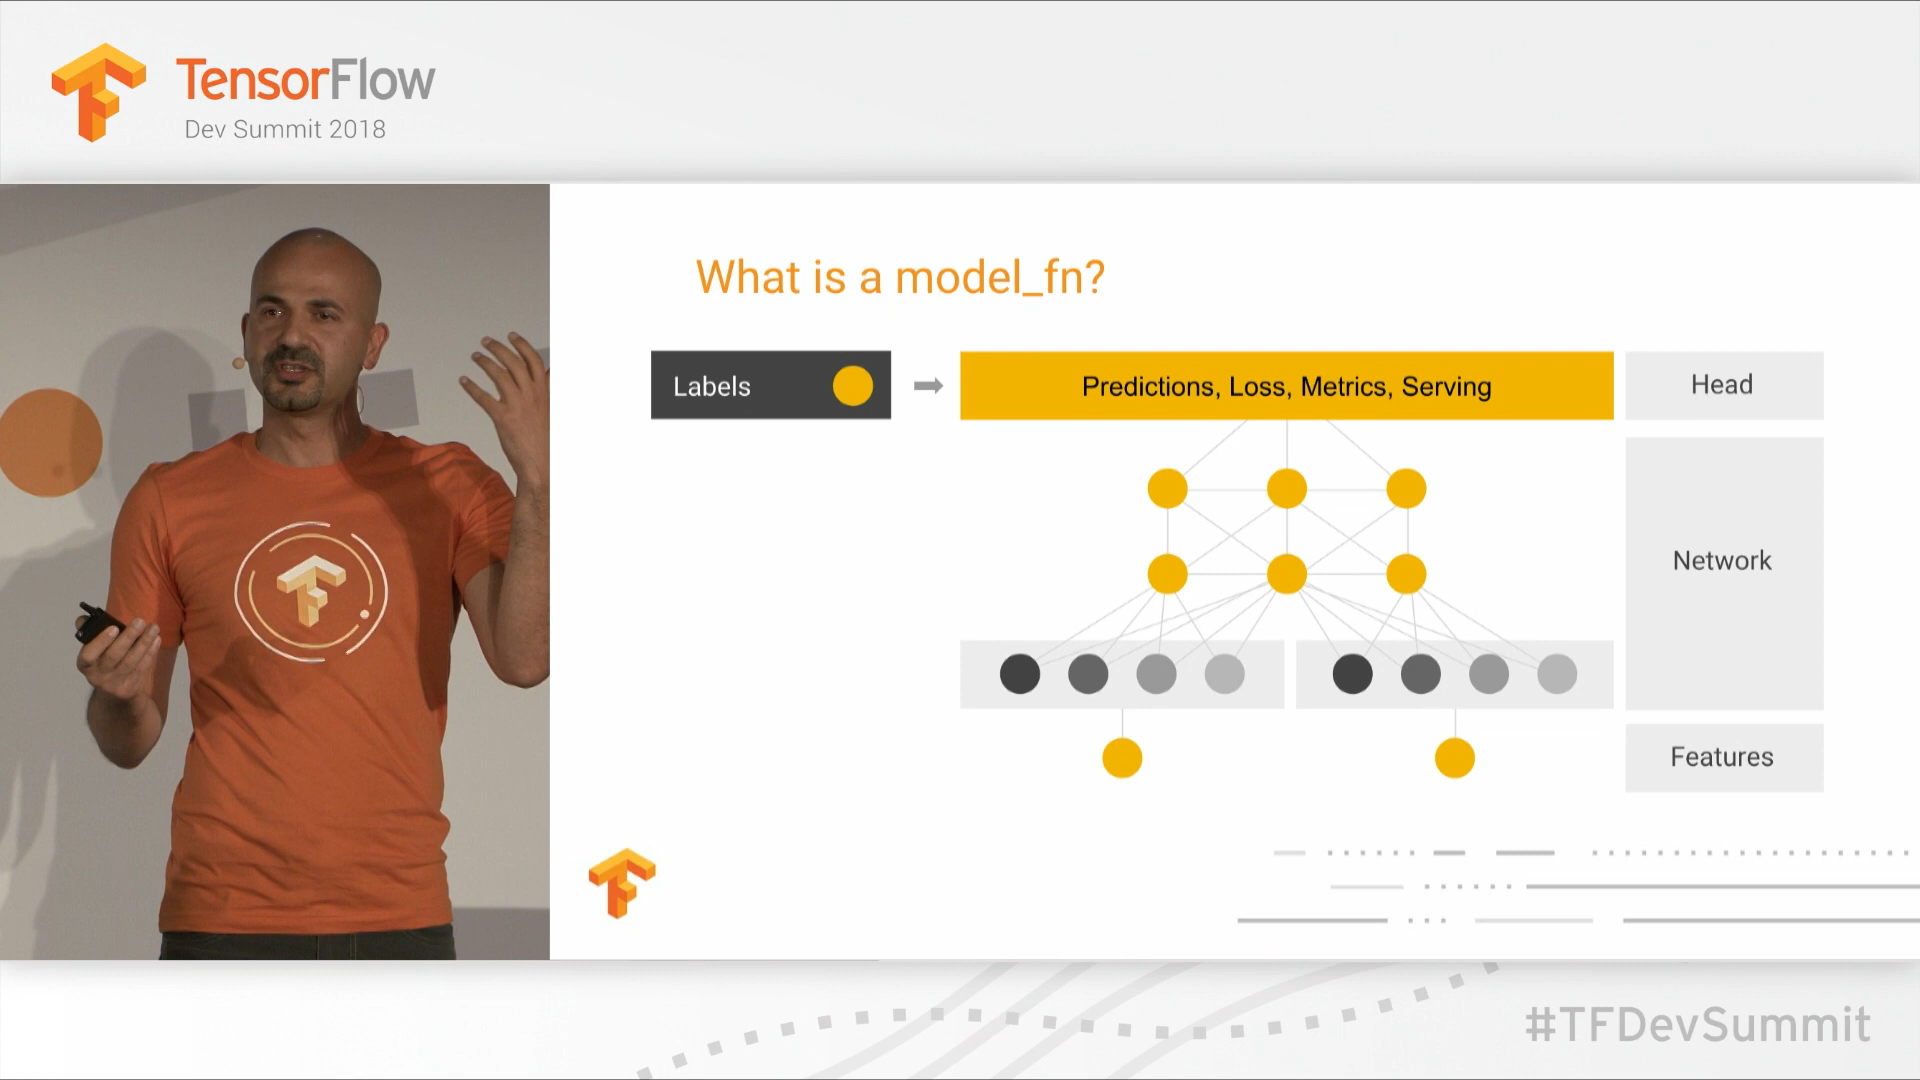 TensorFlow
Dev Summit 2018
What is a model_fn?
Labels
Predictions, Loss, Metrics, Serving
Head
Network
Features
#TFDevSummit